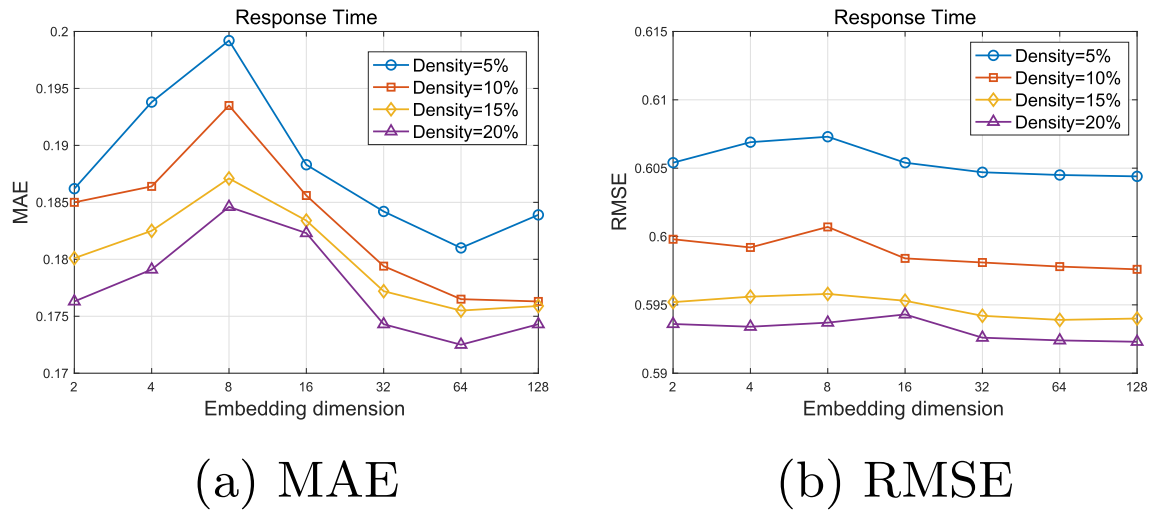 Response Time
0.2
0.195
0.19
0.185
0.18
0.175
0.17
MAE
Density=5%
Density=10%
Density=15%
Density=20%
2 4 8 16 32 64 128
Embedding dimension
(a) MAE
Response Time
0.615
0.61
0.605
0.6
0.595
0.59
RMSE
Density=5%
Density=10%
Density=15%
Density=20%
2 4 8 16 32 64 128
Embedding dimension
(b) RMSE